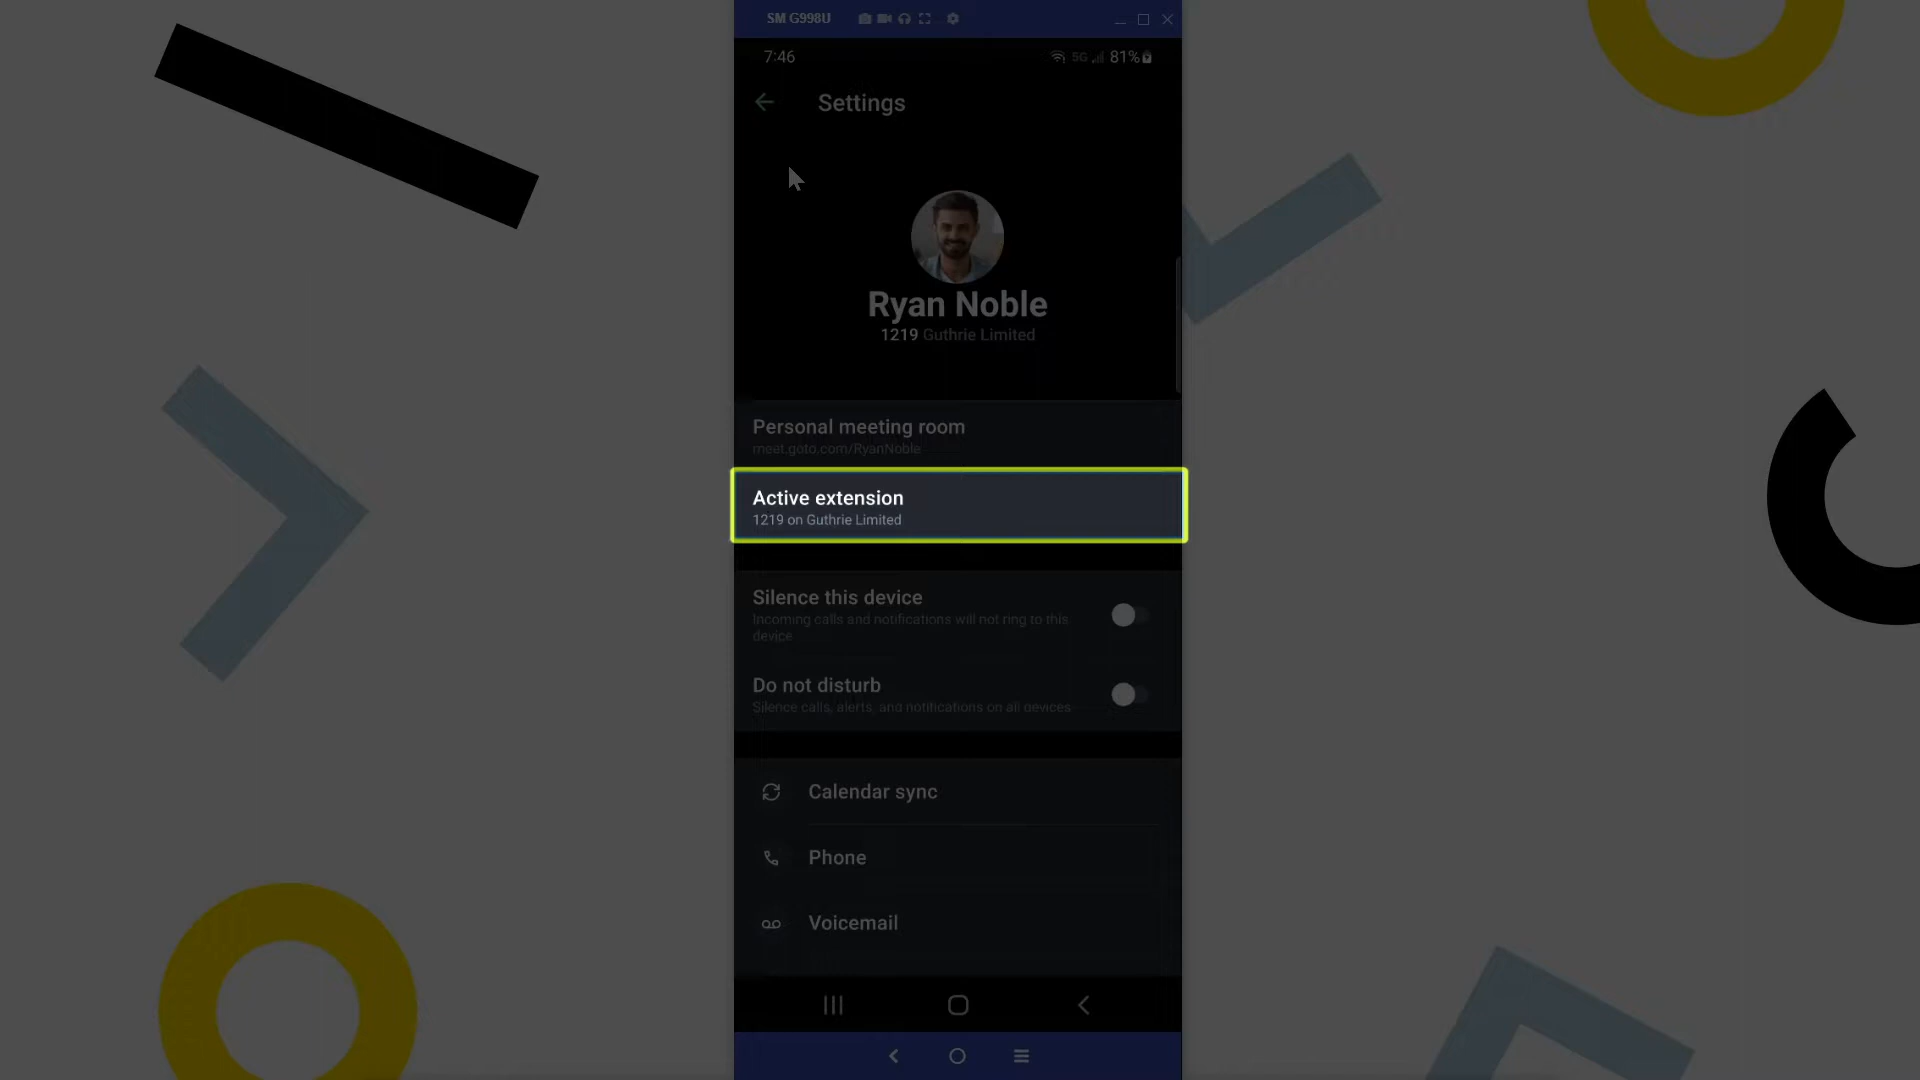 SM G998U
7:46
5G 81%
Settings
Ryan Noble
1219 Guthrie Limited
Personal meeting room
meet.goto.com/RyanNoble
Active extension
1219 on Guthrie Limited
Silence this device
Incoming calls and notifications will not ring to this
device
Do not disturb
Silence calls, alerts, and notifications on all devices
Calendar sync
Phone
Voicemail